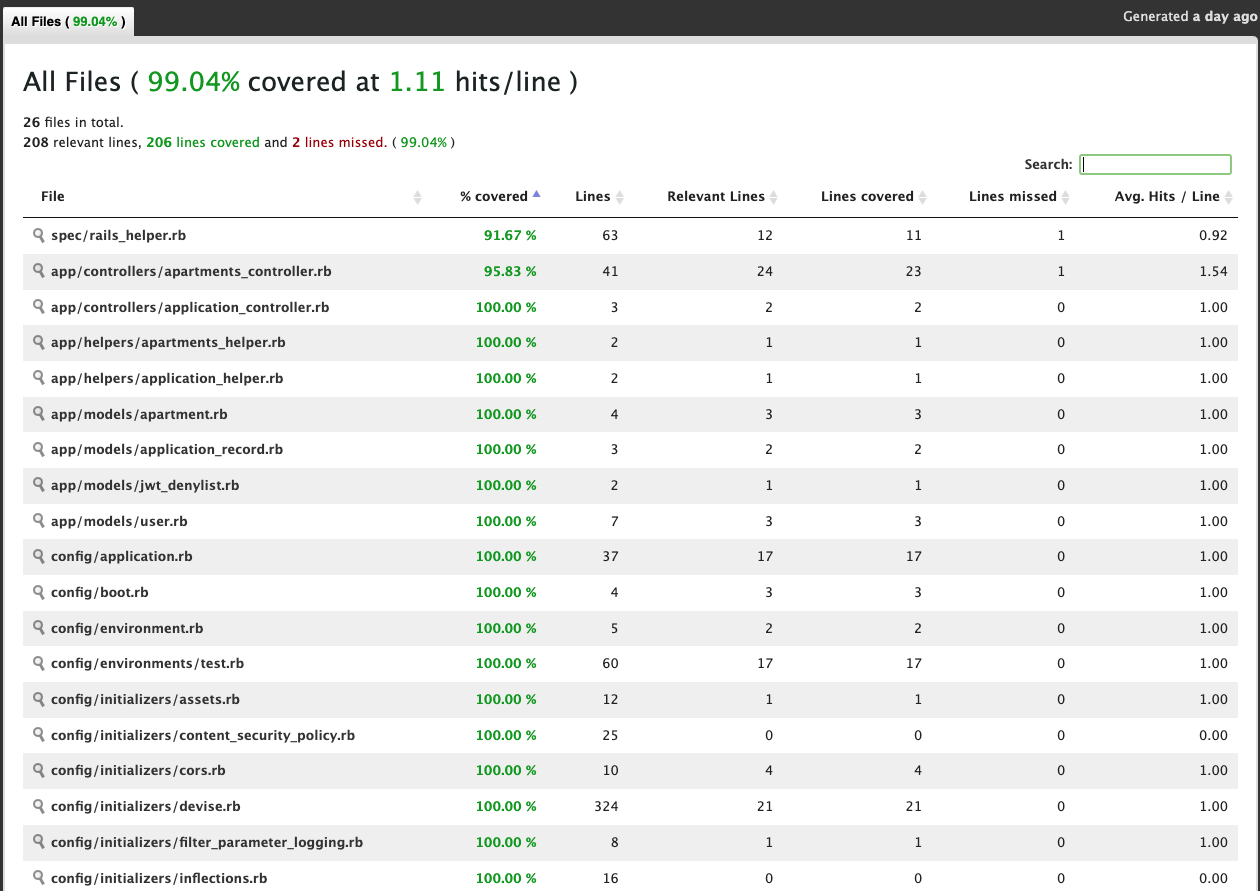 All Files ( 99.04% )
Generated a day ago
All Files ( 99.04% covered at 1.11 hits/line )
26 files in total.
208 relevant lines, 206 lines covered and 2 lines missed. ( 99.04% )
Search:
File % covered Lines Relevant Lines Lines covered Lines missed Avg. Hits / Line
spec/rails_helper.rb 91.67 % 63 12 11 1 0.92
app/controllers/apartments_controller.rb 95.83 % 41 24 23 1 1.54
app/controllers/application_controller.rb 100.00 % 3 2 2 0 1.00
app/helpers/apartments_helper.rb 100.00 % 2 1 1 0 1.00
app/helpers/application_helper.rb 100.00 % 2 1 1 0 1.00
app/models/apartment.rb 100.00 % 4 3 3 0 1.00
app/models/application_record.rb 100.00 % 3 2 2 0 1.00
app/models/jwt_denylist.rb 100.00 % 2 1 1 0 1.00
app/models/user.rb 100.00 % 7 3 3 0 1.00
config/application.rb 100.00 % 37 17 17 0 1.00
config/boot.rb 100.00 % 4 3 3 0 1.00
config/environment.rb 100.00 % 5 2 2 0 1.00
config/environments/test.rb 100.00 % 60 17 17 0 1.00
config/initializers/assets.rb 100.00 % 12 1 1 0 1.00
config/initializers/content_security_policy.rb 100.00 % 25 0 0 0 0.00
config/initializers/cors.rb 100.00 % 10 4 4 0 1.00
config/initializers/devise.rb 100.00 % 324 21 21 0 1.00
config/initializers/filter_parameter_logging.rb 100.00 % 8 1 1 0 1.00
config/initializers/inflections.rb 100.00 % 16 0 0 0 0.00